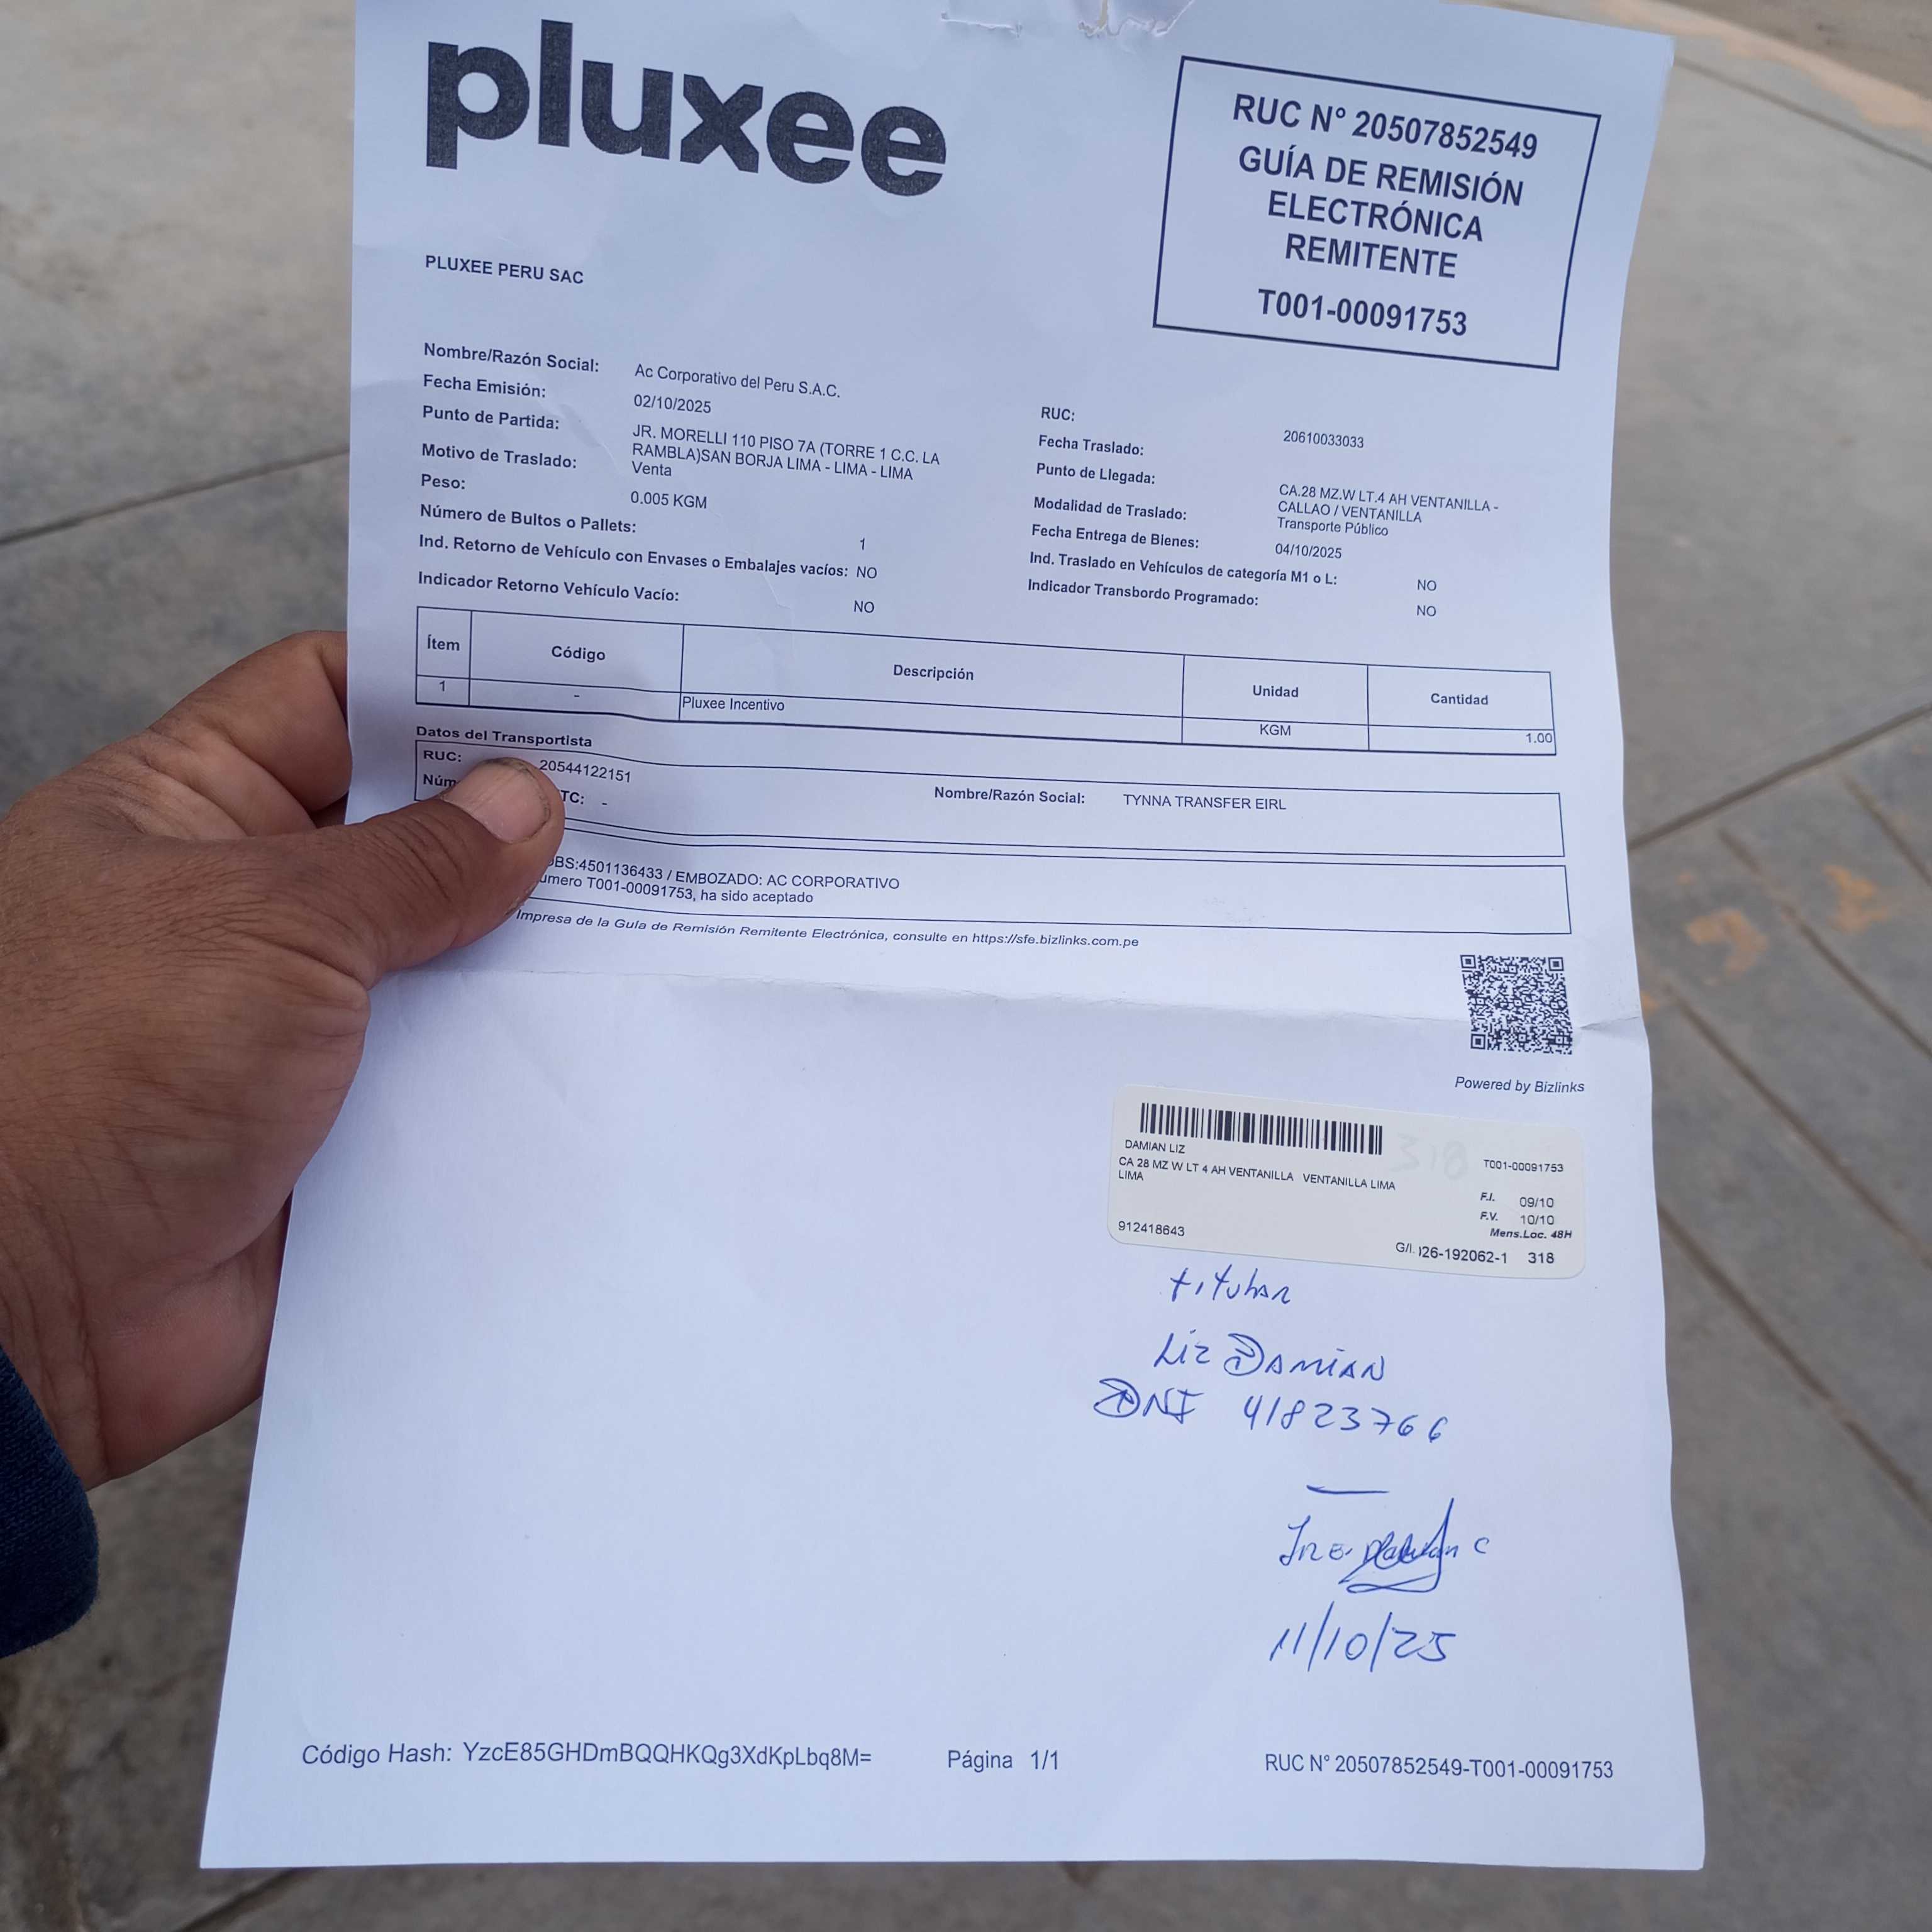 pluxee
RUC N° 20507852549
GUÍA DE REMISIÓN
ELECTRÓNICA
REMITENTE
T001-00091753
PLUXEE PERU SAC
Nombre/Razón Social: Ac Corporativo del Peru S.A.C.
Fecha Emisión: 02/10/2025
Punto de Partida: JR. MORELLI 110 PISO 7A (TORRE 1 C.C. LA
RAMBLA)SAN BORJA LIMA - LIMA - LIMA
Motivo de Traslado: Venta
Peso: 0.005 KGM
Número de Bultos o Pallets: 1
Ind. Retorno de Vehículo con Envases o Embalajes vacíos: NO
Indicador Retorno Vehículo Vacío: NO
RUC: 20610033033
Fecha Traslado:
Punto de Llegada: CA.28 MZ.W LT.4 AH VENTANILLA -
CALLAO / VENTANILLA
Modalidad de Traslado: Transporte Público
Fecha Entrega de Bienes: 04/10/2025
Ind. Traslado en Vehículos de categoría M1 o L: NO
Indicador Transbordo Programado: NO
Ítem Código Descripción Unidad Cantidad
1 - Pluxee Incentivo KGM 1.00
Datos del Transportista
RUC: 20544122151 Nombre/Razón Social: TYNNA TRANSFER EIRL
TC: -
BS:4501136433 / EMBOZADO: AC CORPORATIVO
T001-00091753, ha sido aceptado
Impresa de la Guía de Remisión Remitente Electrónica, consulte en https://sfe.bizlinks.com.pe
Powered by Bizlinks
DAMIAN LIZ T001-00091753
CA 28 MZ W LT 4 AH VENTANILLA VENTANILLA LIMA
LIMA
F.I. 09/10
F.V. 10/10
Mens.Loc. 48H
912418643 G/I. 026-192062-1 318
titular
Liz DAMIAN
DNI 41823766
11/10/25
Código Hash: YzcE85GHDmBQQHKQg3XdKpLbq8M= Página 1/1 RUC N° 20507852549-T001-00091753